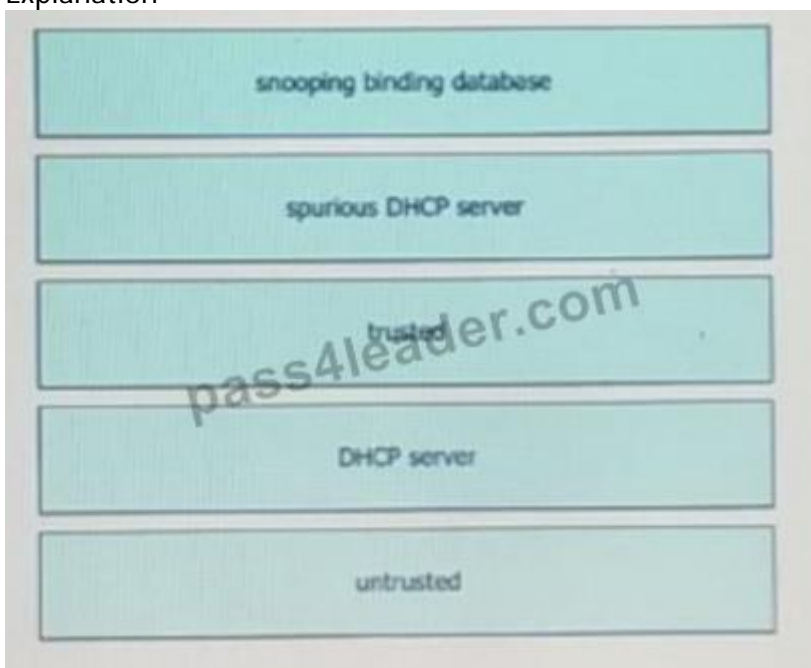 Explanation
snooping binding database
spurious DHCP server
trusted
pass4leader.com
DHCP server
untrusted